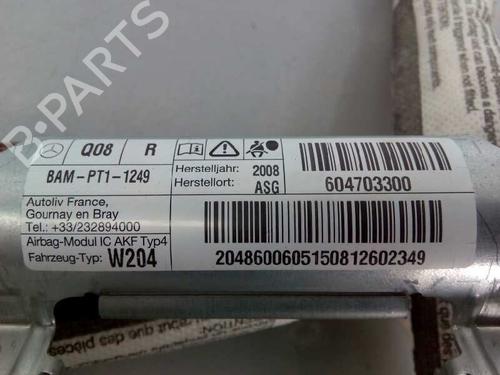 Q08 R
BAM-PT1-1249
Autoliv France,
Gournay en Bray
Tel.: +33/232894000
Airbag-Modul IC AKF Typ4
Fahrzeug-Typ: W204
Herstelljahr: 2008
Herstellort: ASG
604703300
2048600605150812602349
B-PARTS